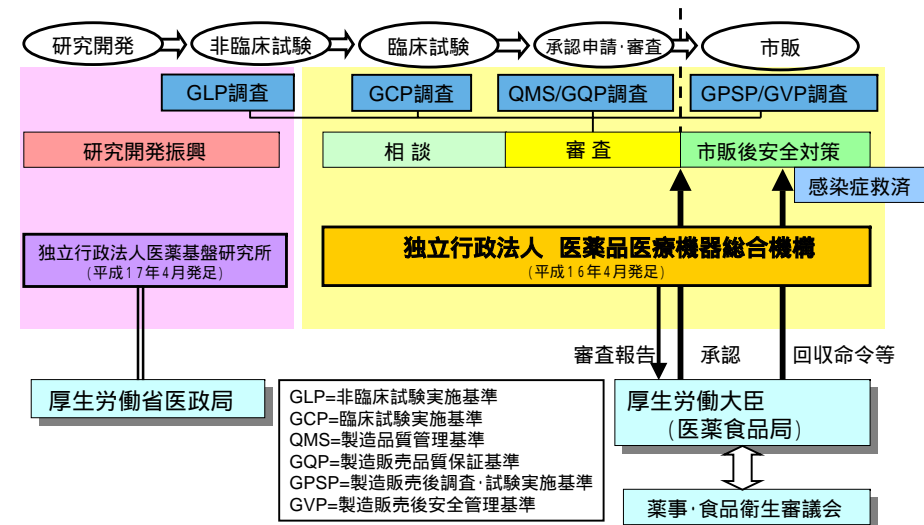 研究開発
非臨床試験
臨床試験
承認申請・審査
市販
GLP調査
GCP調査
QMS/GQP調査
GPSP/GVP調査
研究開発振興
相談
審査
市販後安全対策
感染症救済
独立行政法人医薬基盤研究所
(平成17年4月発足)
独立行政法人 医薬品医療機器総合機構
(平成16年4月発足)
審査報告
承認
回収命令等
厚生労働省医政局
GLP=非臨床試験実施基準
GCP=臨床試験実施基準
QMS=製造品質管理基準
GQP=製造販売品質保証基準
GPSP=製造販売後調査・試験実施基準
GVP=製造販売後安全管理基準
厚生労働大臣
(医薬食品局)
薬事・食品衛生審議会